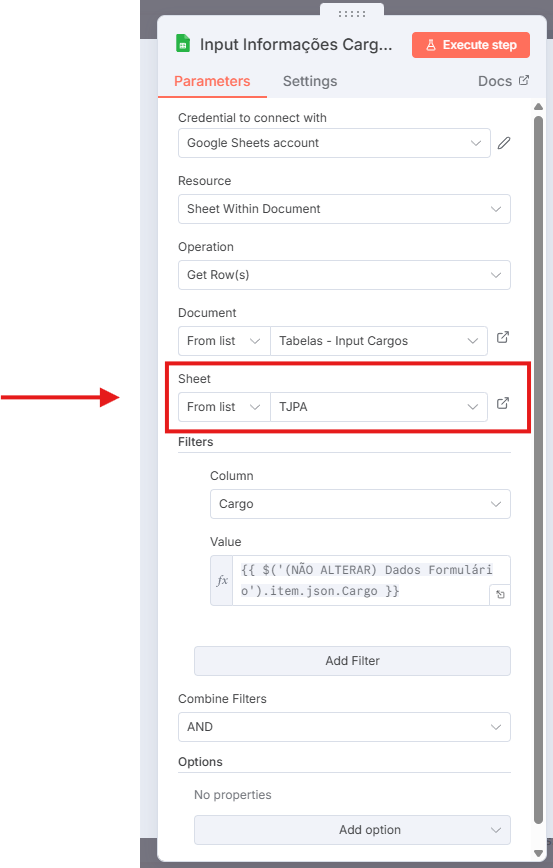 Input Informações Carg...
Execute step
Parameters
Settings
Docs
Credential to connect with
Google Sheets account
Resource
Sheet Within Document
Operation
Get Row(s)
Document
From list
Tabelas - Input Cargos
Sheet
From list
TJPA
Filters
Column
Cargo
Value
fx
{{ $('(NÃO ALTERAR) Dados Formulári
o').item.json.Cargo }}
Add Filter
Combine Filters
AND
Options
No properties
Add option